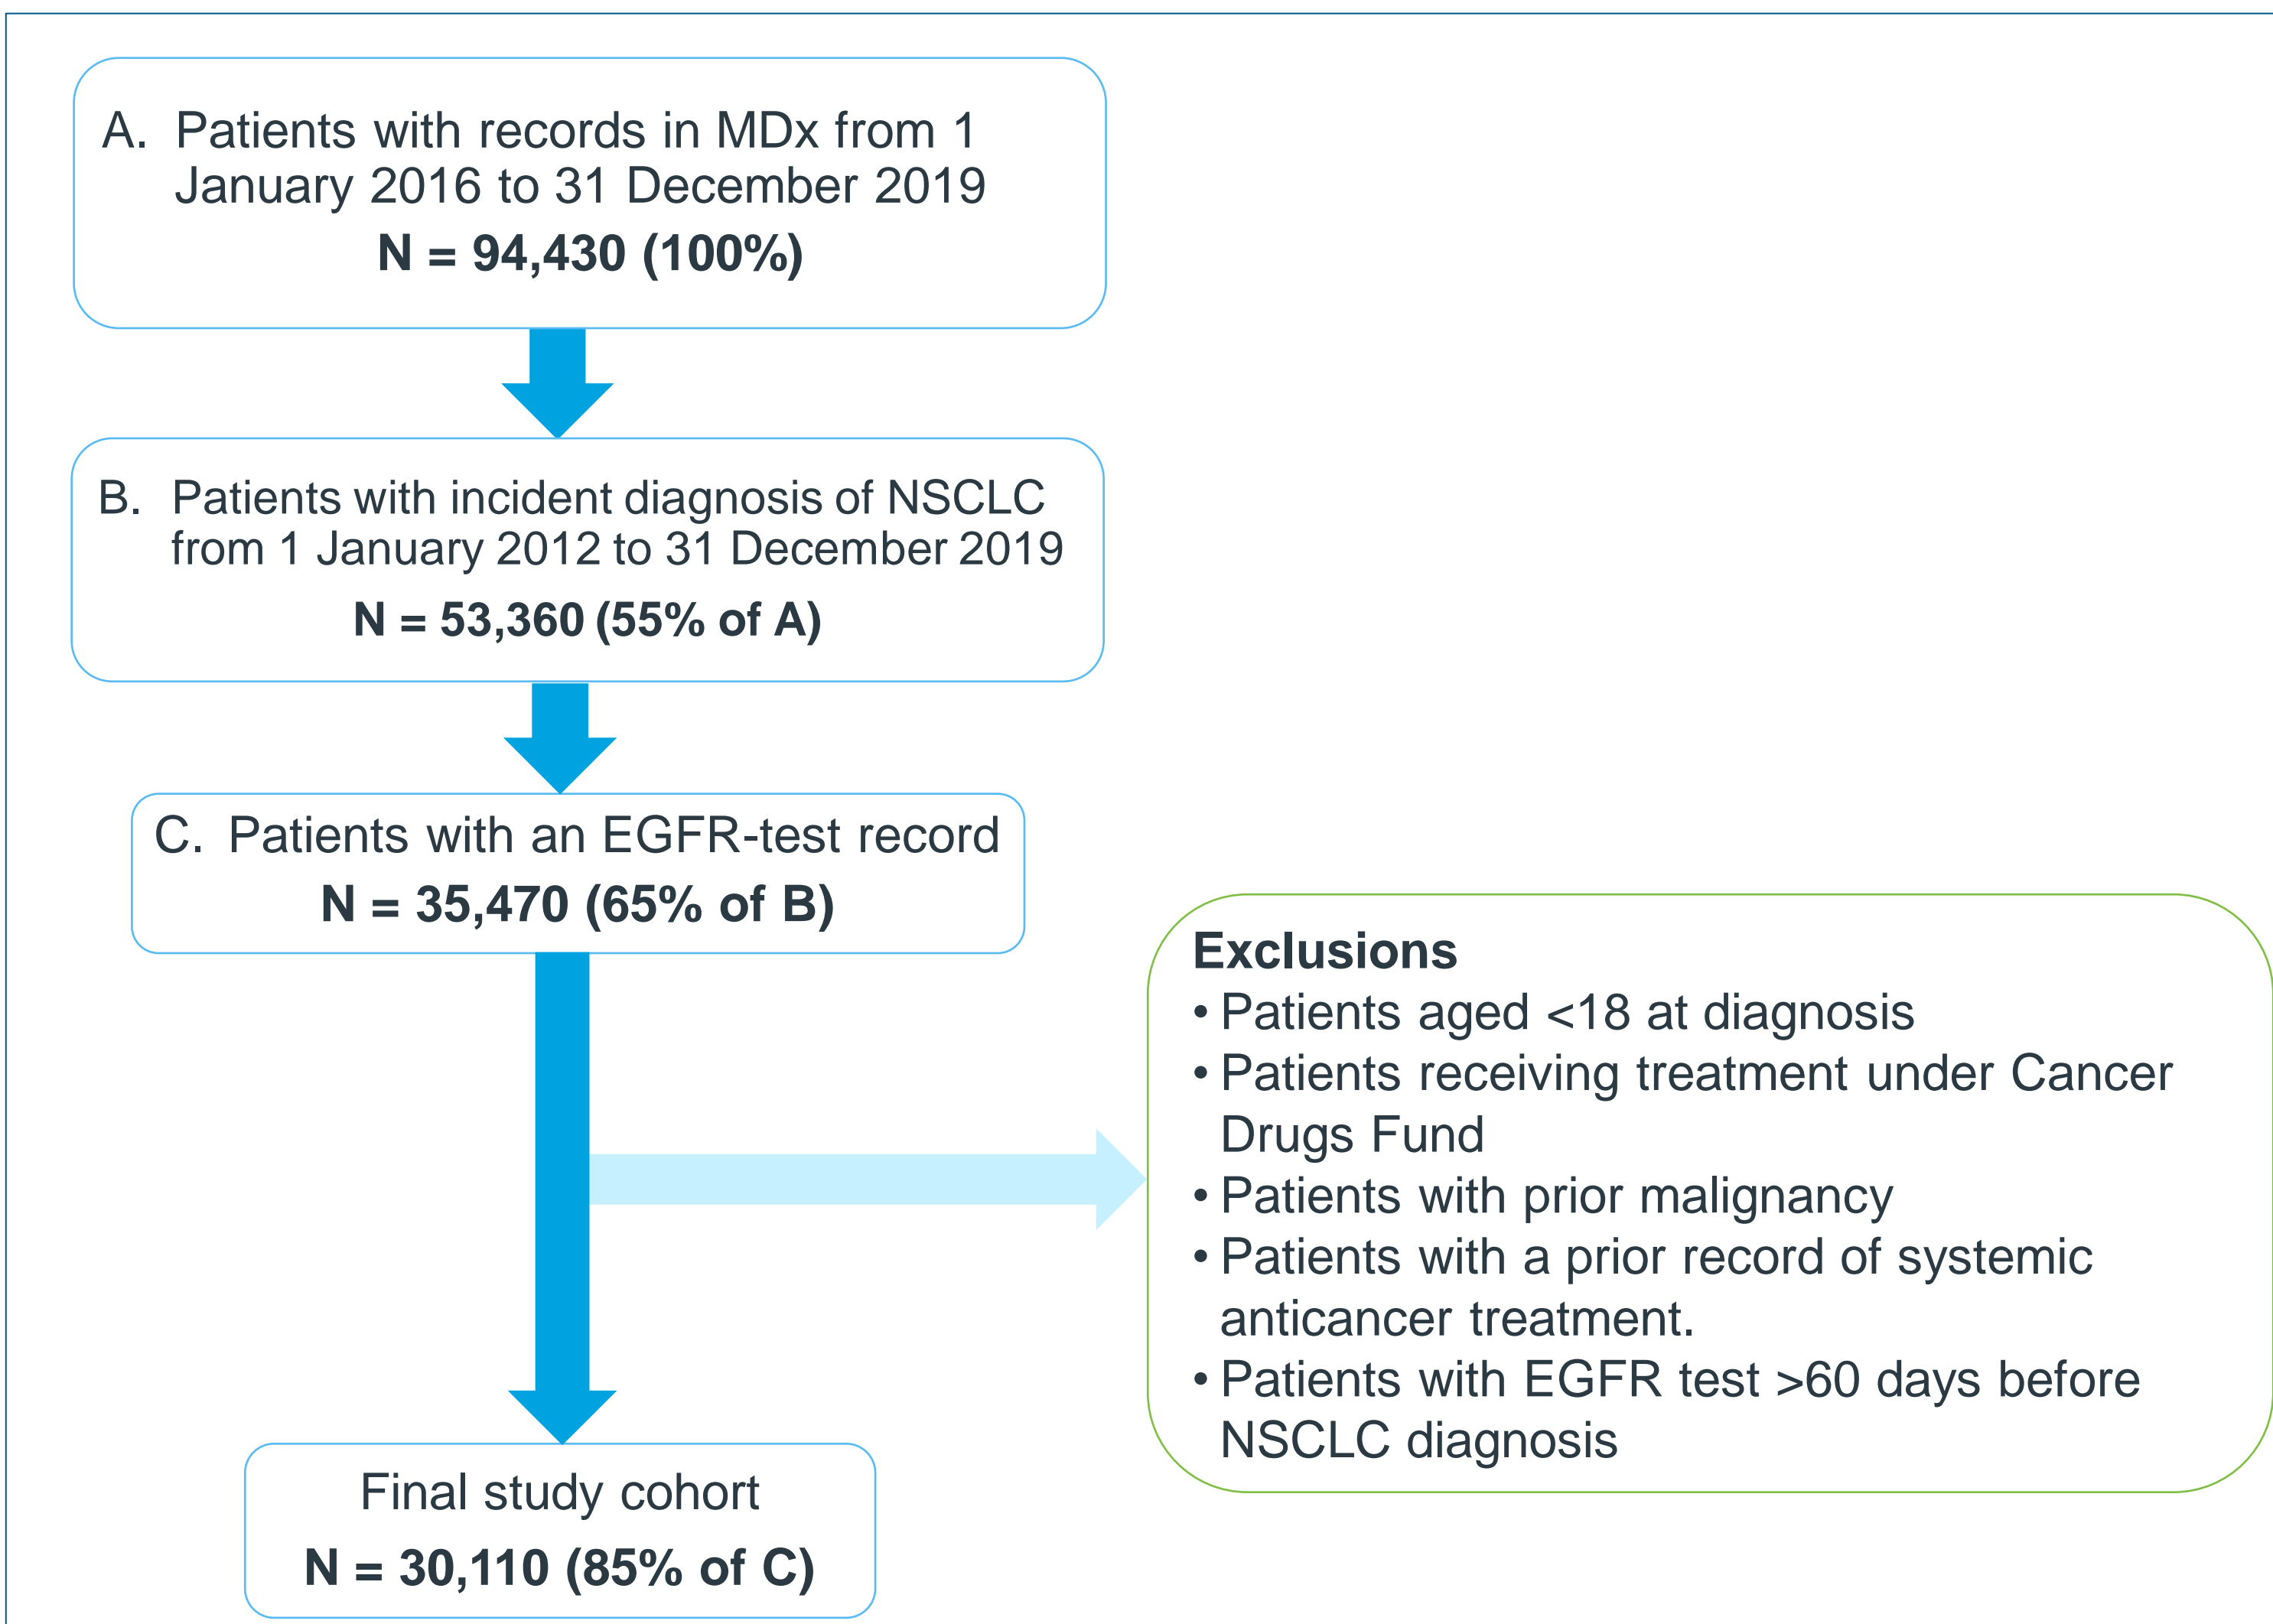 A. Patients with records in MDx from 1
January 2016 to 31 December 2019
N = 94,430 (100%)
B. Patients with incident diagnosis of NSCLC
from 1 January 2012 to 31 December 2019
N = 53,360 (55% of A)
C. Patients with an EGFR-test record
N = 35,470 (65% of B)
Exclusions
• Patients aged <18 at diagnosis
• Patients receiving treatment under Cancer
Drugs Fund
• Patients with prior malignancy
• Patients with a prior record of systemic
anticancer treatment.
• Patients with EGFR test >60 days before
NSCLC diagnosis
Final study cohort
N = 30,110 (85% of C)